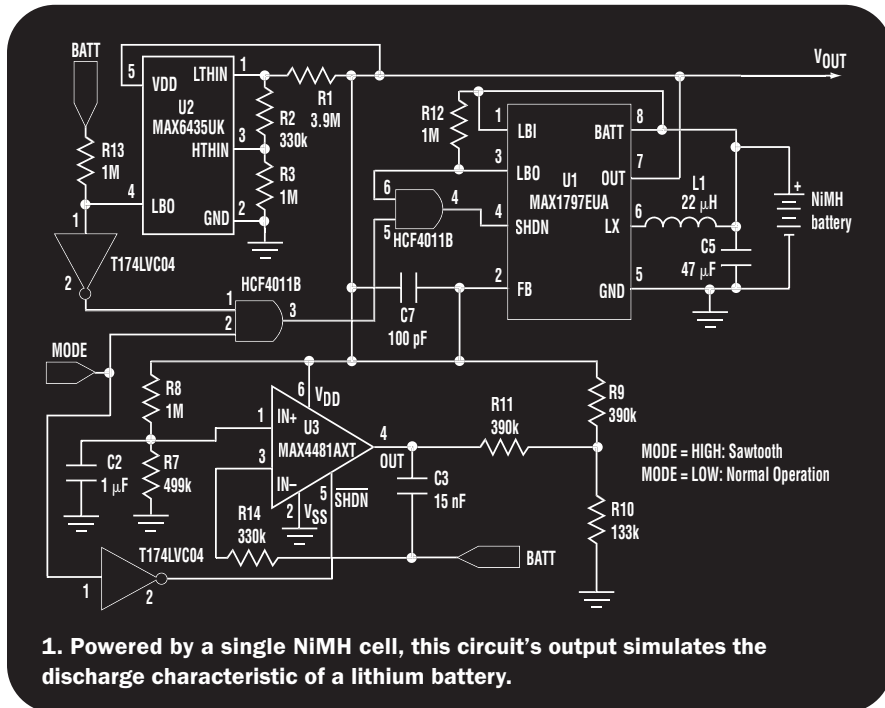 BATT
5
VDD
LTHIN
1
U2
MAX6435UK
R1
3.9M
R2
330k
HTHIN
3
R3
1M
R13
1M
4
LBO
GND
2
1
T174LVC04
2
HCF4011B
1
2
3
MODE
VOUT
R12
1M
1
LBI
BATT
8
3
LBO
OUT
7
U1
MAX1797EUA
6
4
5
HCF4011B
4
SHDN
LX
6
L1
22 µH
+
NiMH
battery
C5
47 µF
2
FB
GND
5
C7
100 pF
R8
1M
6
VDD
1
IN+
U3
MAX4481AXT
4
OUT
3
IN–
5
SHDN
2
VSS
C2
1 µF
R7
499k
R14
330k
R11
390k
R9
390k
C3
15 nF
R10
133k
MODE = HIGH: Sawtooth
MODE = LOW: Normal Operation
T174LVC04
1
2
BATT
1. Powered by a single NiMH cell, this circuit's output simulates the
discharge characteristic of a lithium battery.